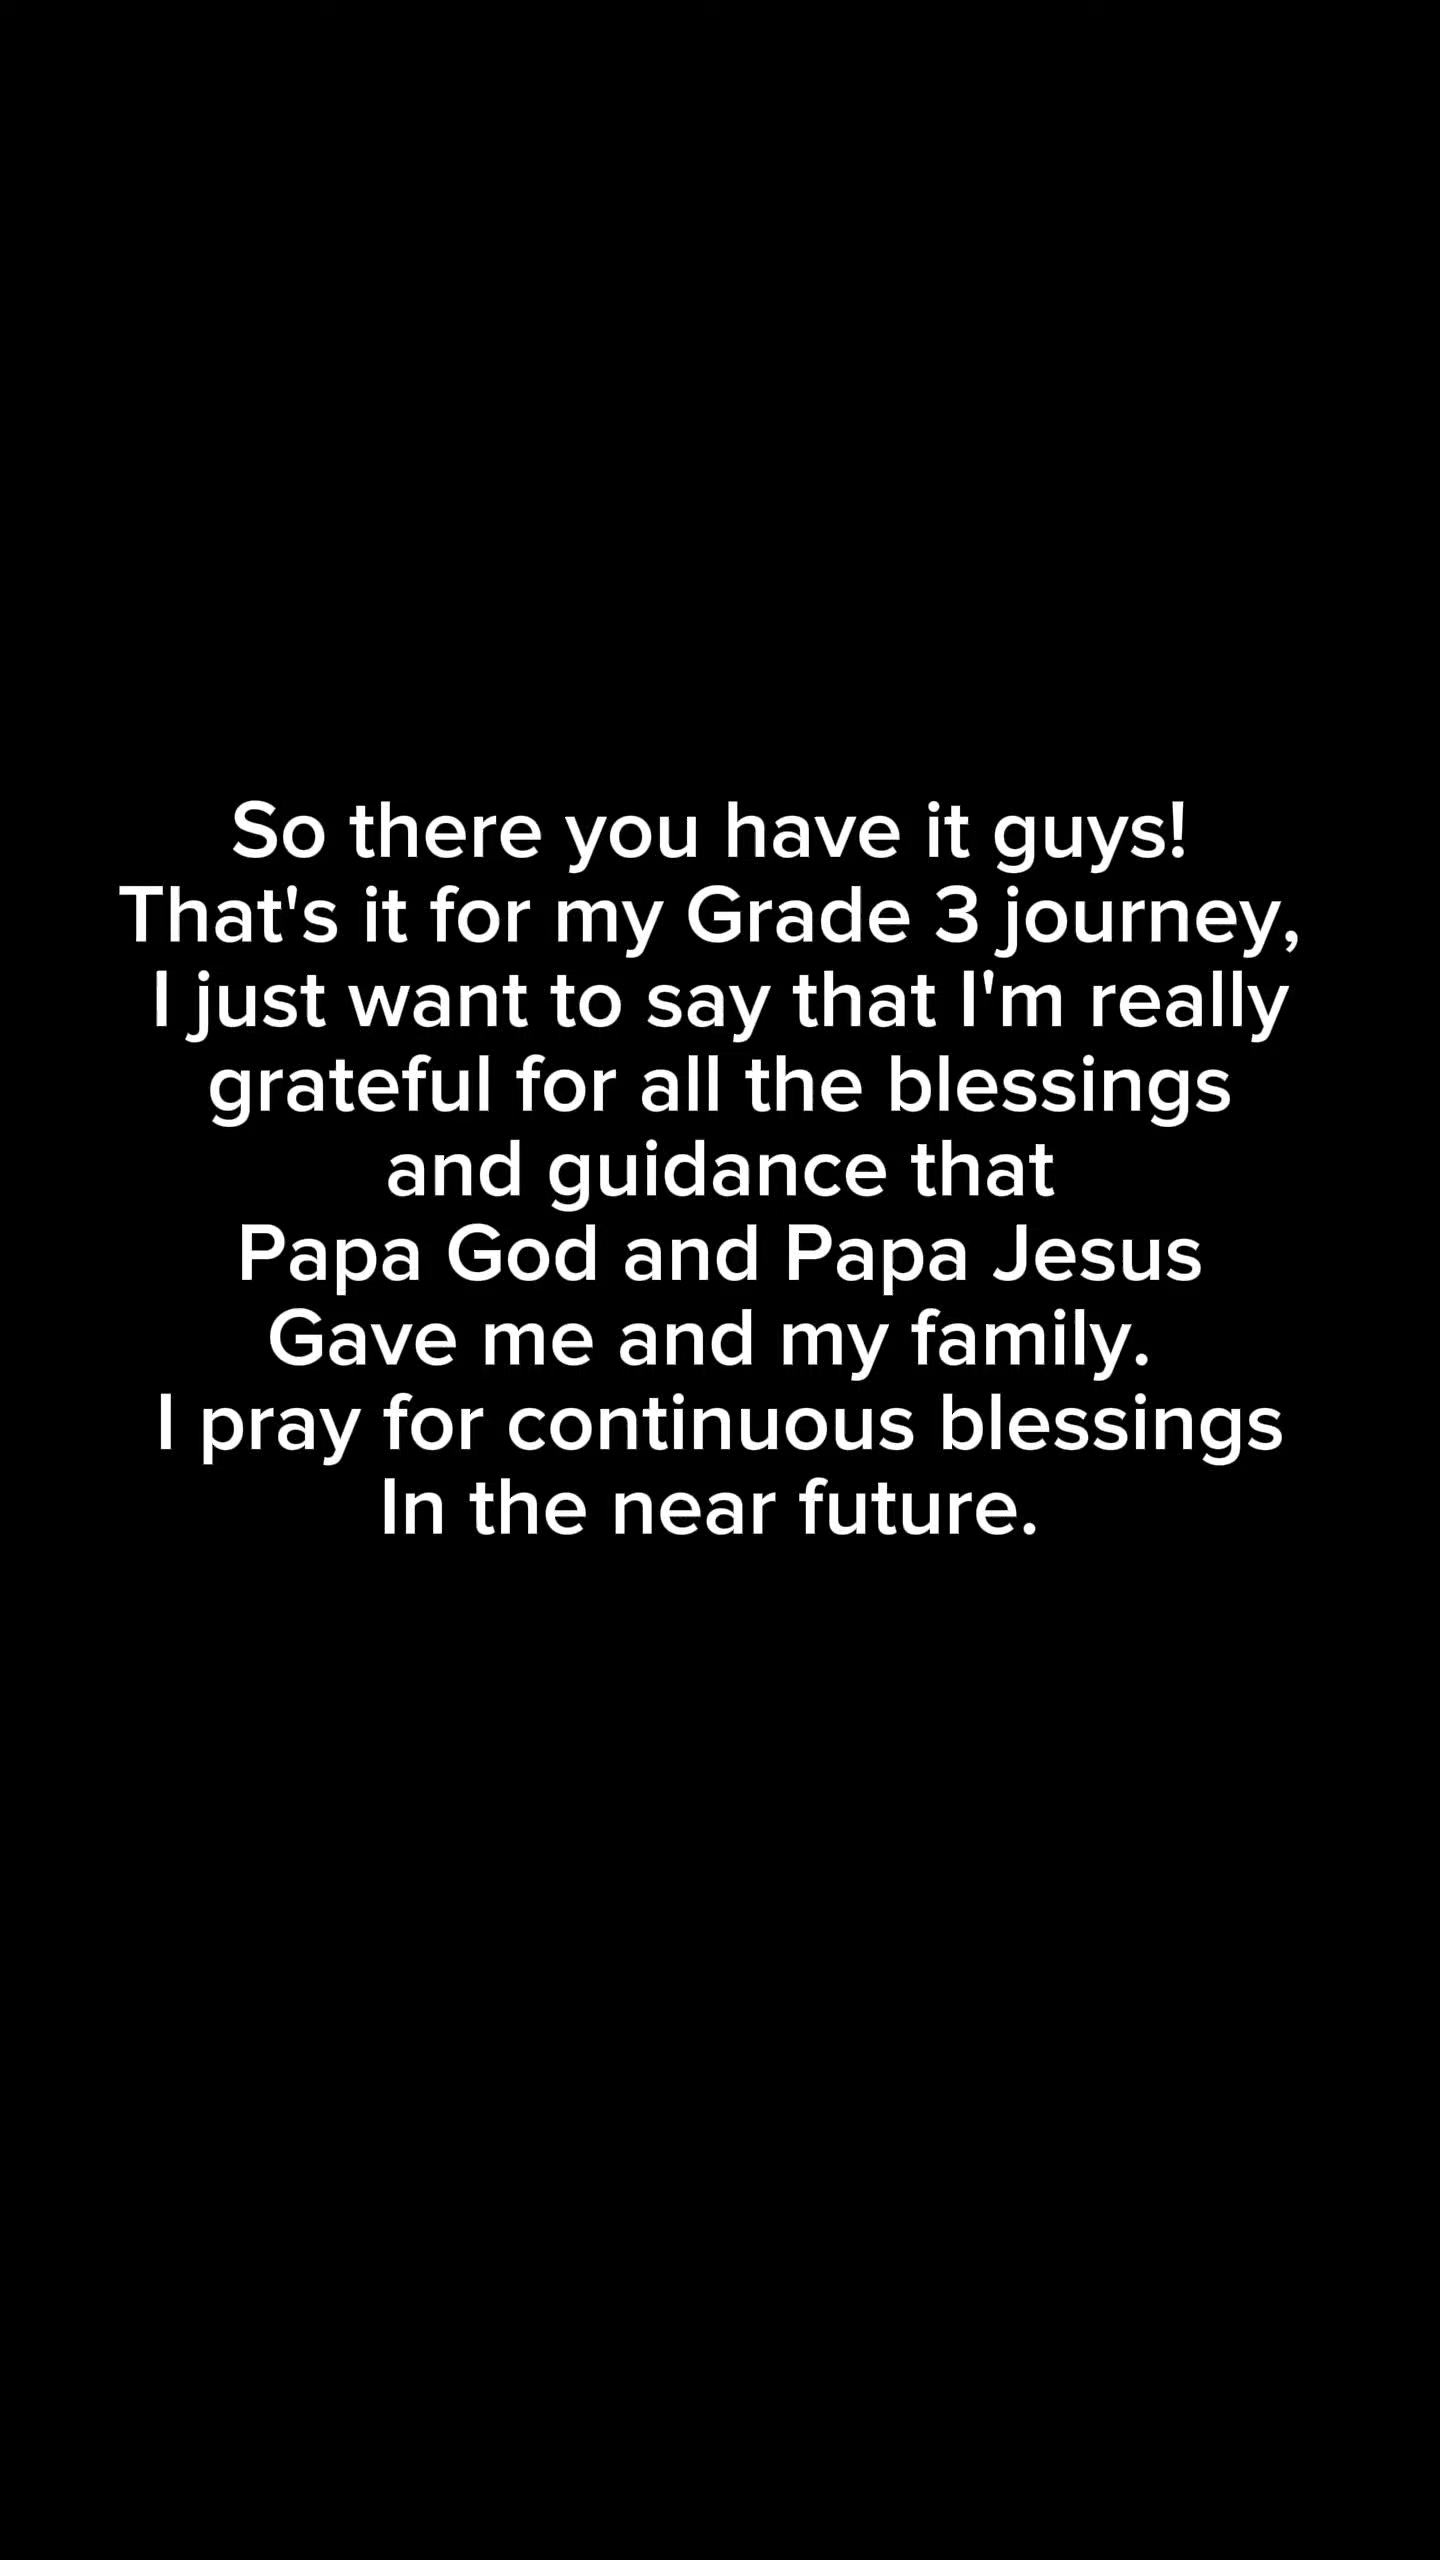 So there you have it guys!
That's it for my Grade 3 journey,
I just want to say that I'm really
grateful for all the blessings
and guidance that
Papa God and Papa Jesus
Gave me and my family.
I pray for continuous blessings
In the near future.